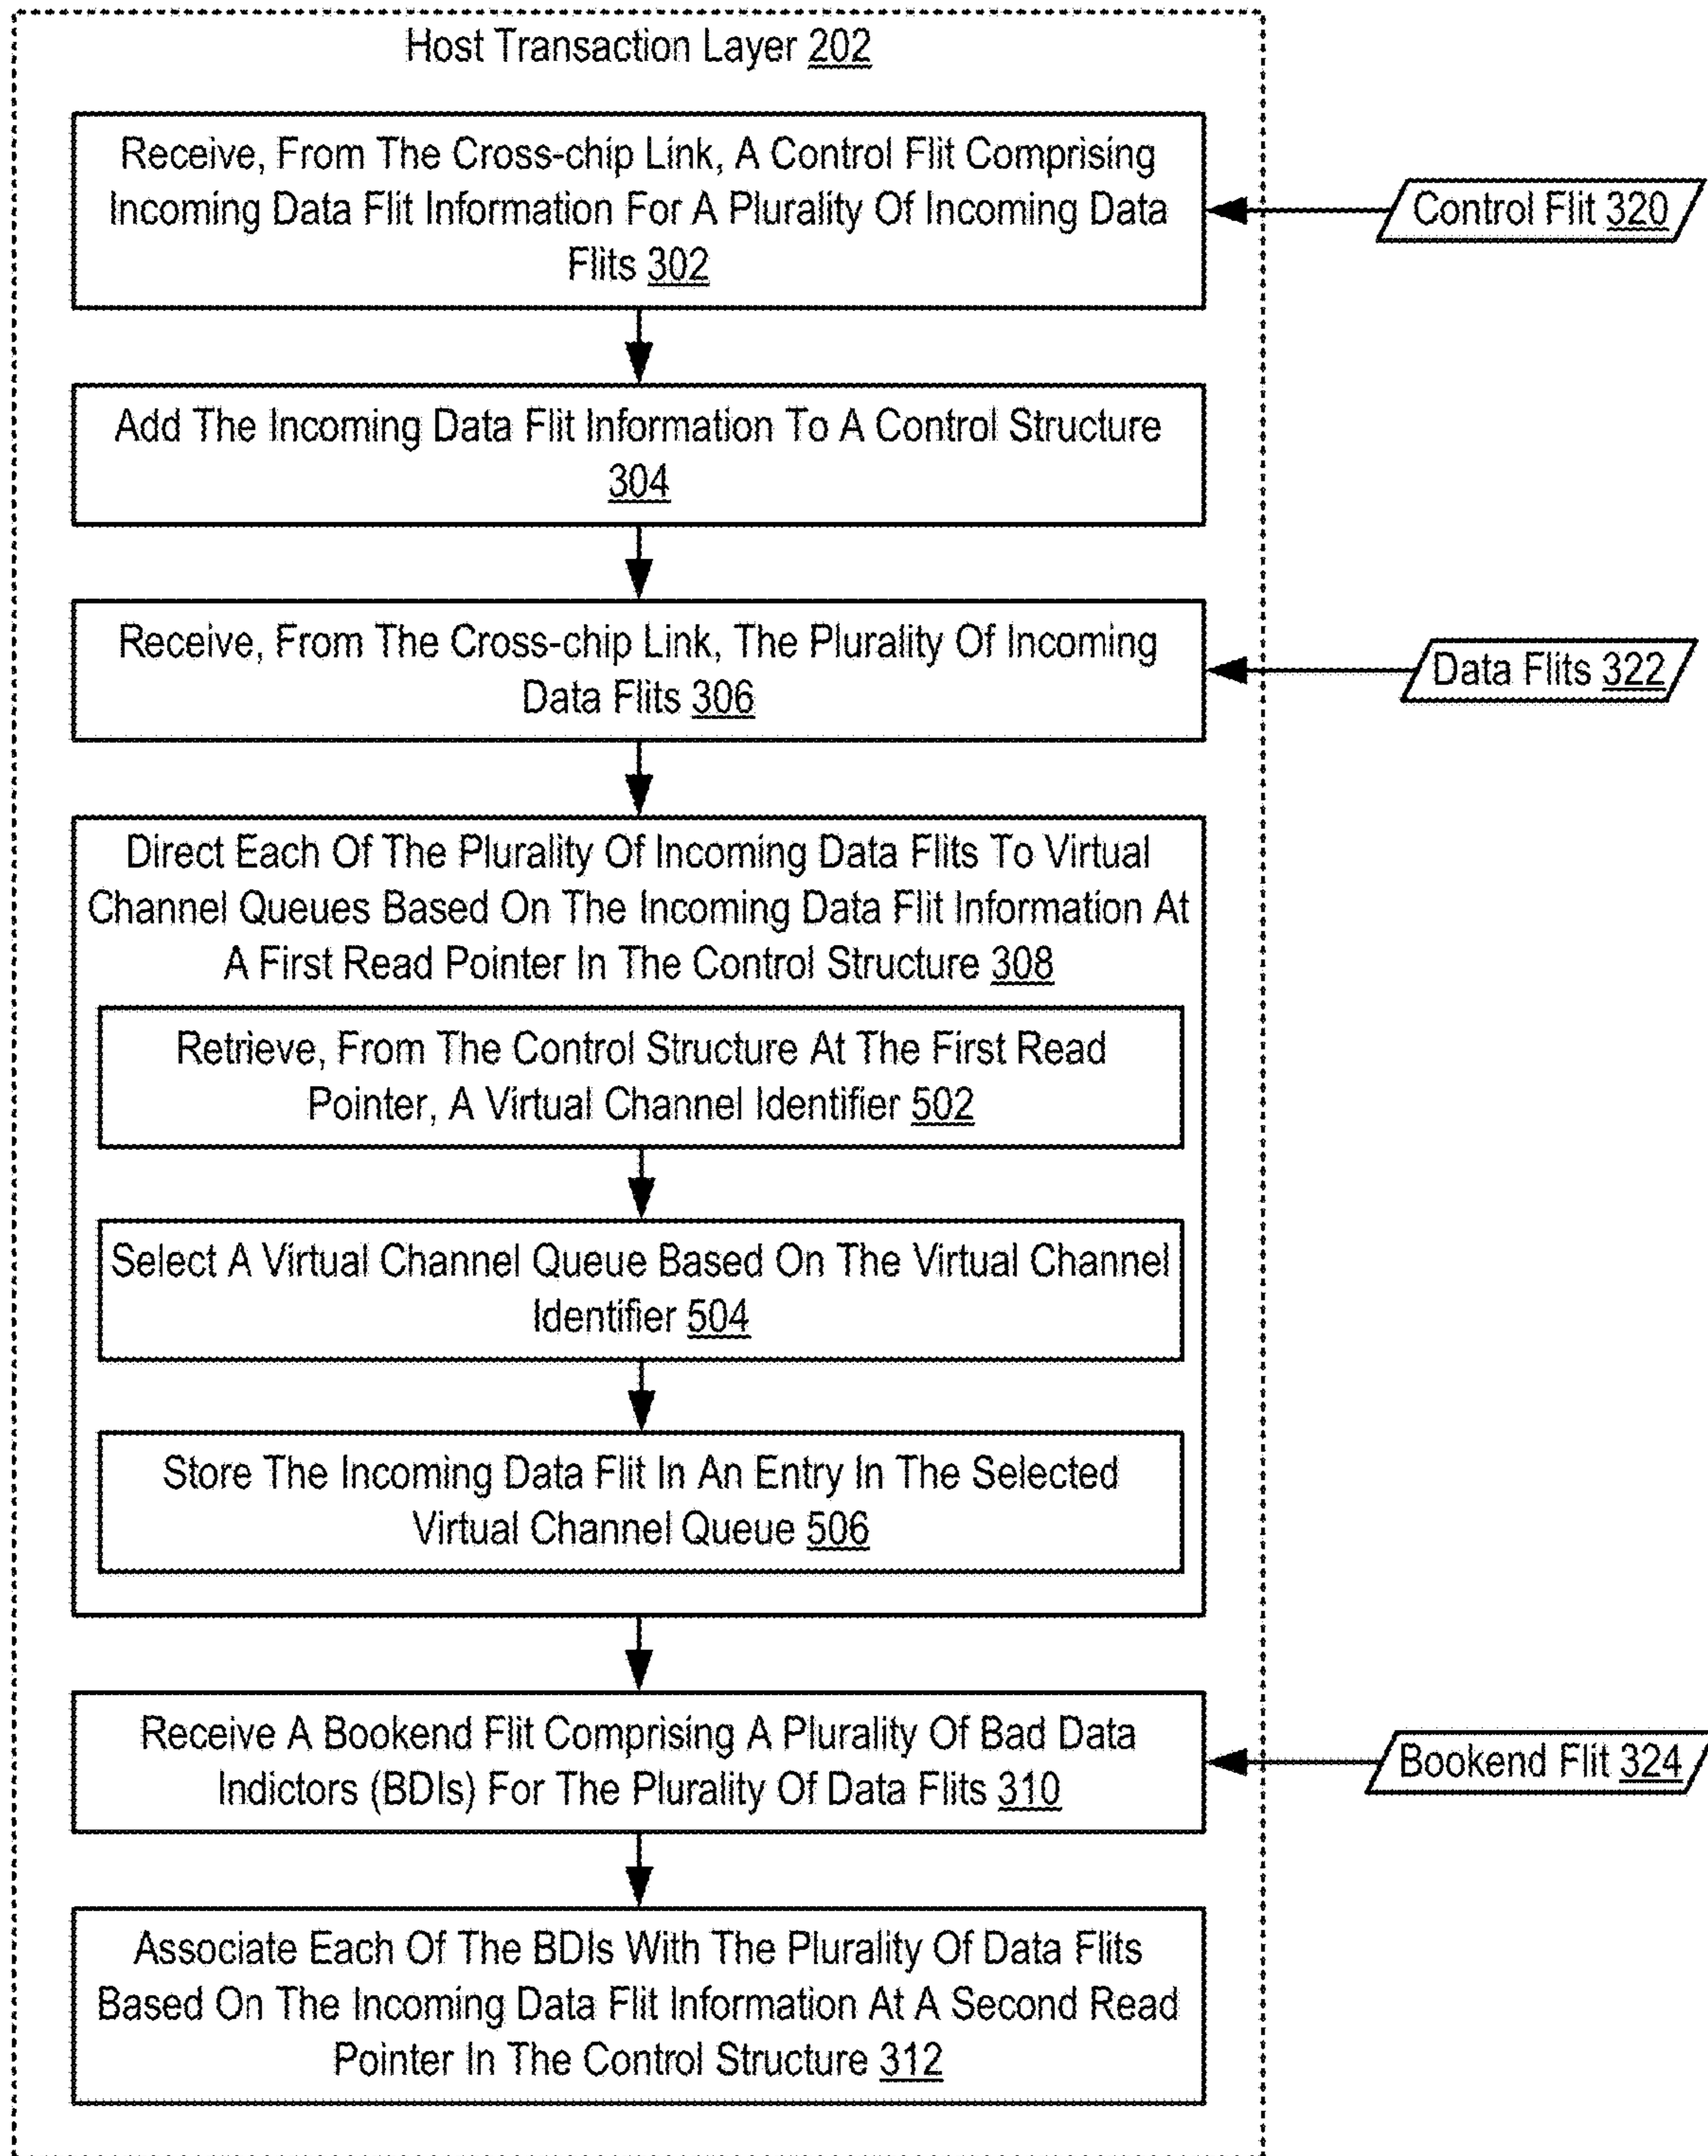 Host Transaction Layer 202
Receive, From The Cross-chip Link, A Control Flit Comprising
Incoming Data Flit Information For A Plurality Of Incoming Data
Flits 302
Control Flit 320
Add The Incoming Data Flit Information To A Control Structure
304
Receive, From The Cross-chip Link, The Plurality Of Incoming
Data Flits 306
Data Flits 322
Direct Each Of The Plurality Of Incoming Data Flits To Virtual
Channel Queues Based On The Incoming Data Flit Information At
A First Read Pointer In The Control Structure 308
Retrieve, From The Control Structure At The First Read
Pointer, A Virtual Channel Identifier 502
Select A Virtual Channel Queue Based On The Virtual Channel
Identifier 504
Store The Incoming Data Flit In An Entry In The Selected
Virtual Channel Queue 506
Receive A Bookend Flit Comprising A Plurality Of Bad Data
Indictors (BDIs) For The Plurality Of Data Flits 310
Bookend Flit 324
Associate Each Of The BDIs With The Plurality Of Data Flits
Based On The Incoming Data Flit Information At A Second Read
Pointer In The Control Structure 312